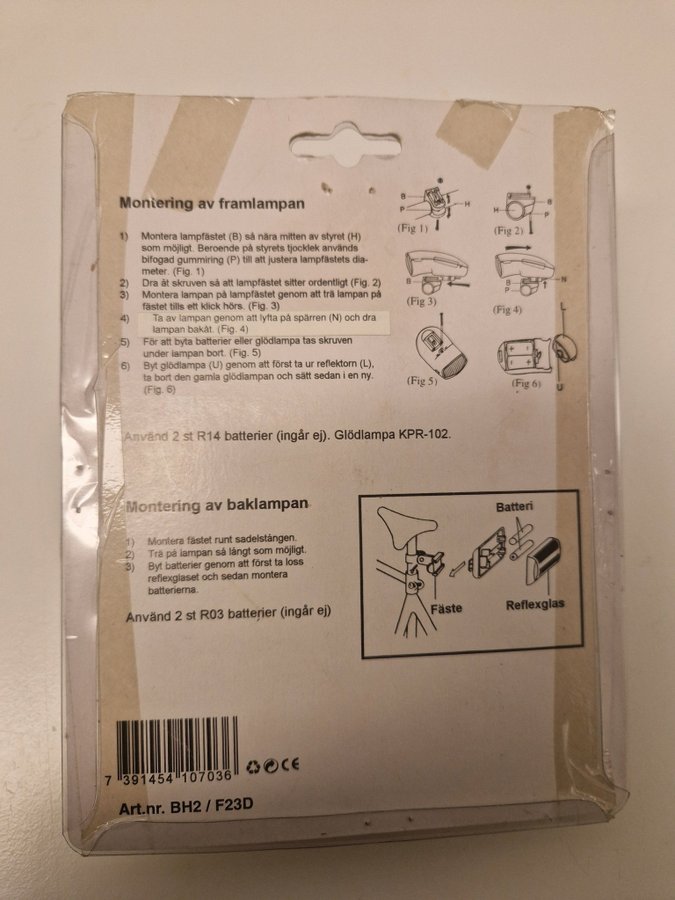 Montering av framlampan
1) Montera lampfästet (B) så nära mitten av styret (H)
som möjligt. Beroende på styrets tjocklek används
bifogad gummiring (P) till att justera lampfästets dia-
meter. (Fig. 1)
2) Dra åt skruven så att lampfästet sitter ordentligt (Fig. 2)
3) Montera lampan på lampfästet genom att trä lampan på
fästet tills ett klick hörs. (Fig. 3)
4) Ta av lampan genom att lyfta på spärren (N) och dra
lampan bakåt. (Fig. 4)
5) För att byta batterier eller glödlampa tas skruven
under lampan bort. (Fig. 5)
6) Byt glödlampa (U) genom att först ta ur reflektorn (L),
ta bort den gamla glödlampan och sätt sedan i en ny.
(Fig. 6)
B
P
H
(Fig 1)
B
H
P
(Fig 2)
B
(Fig 3)
B
P
N
(Fig 4)
(Fig 5)
L
U
(Fig 6)
Använd 2 st R14 batterier (ingår ej). Glödlampa KPR-102.
Montering av baklampan
1) Montera fästet runt sadelstången.
2) Trä på lampan så långt som möjligt.
3) Byt batterier genom att först ta loss
reflexglaset och sedan montera
batterierna.
Använd 2 st R03 batterier (ingår ej)
Batteri
Fäste
Reflexglas
7 391454 107036
CE
Art.nr. BH2 / F23D